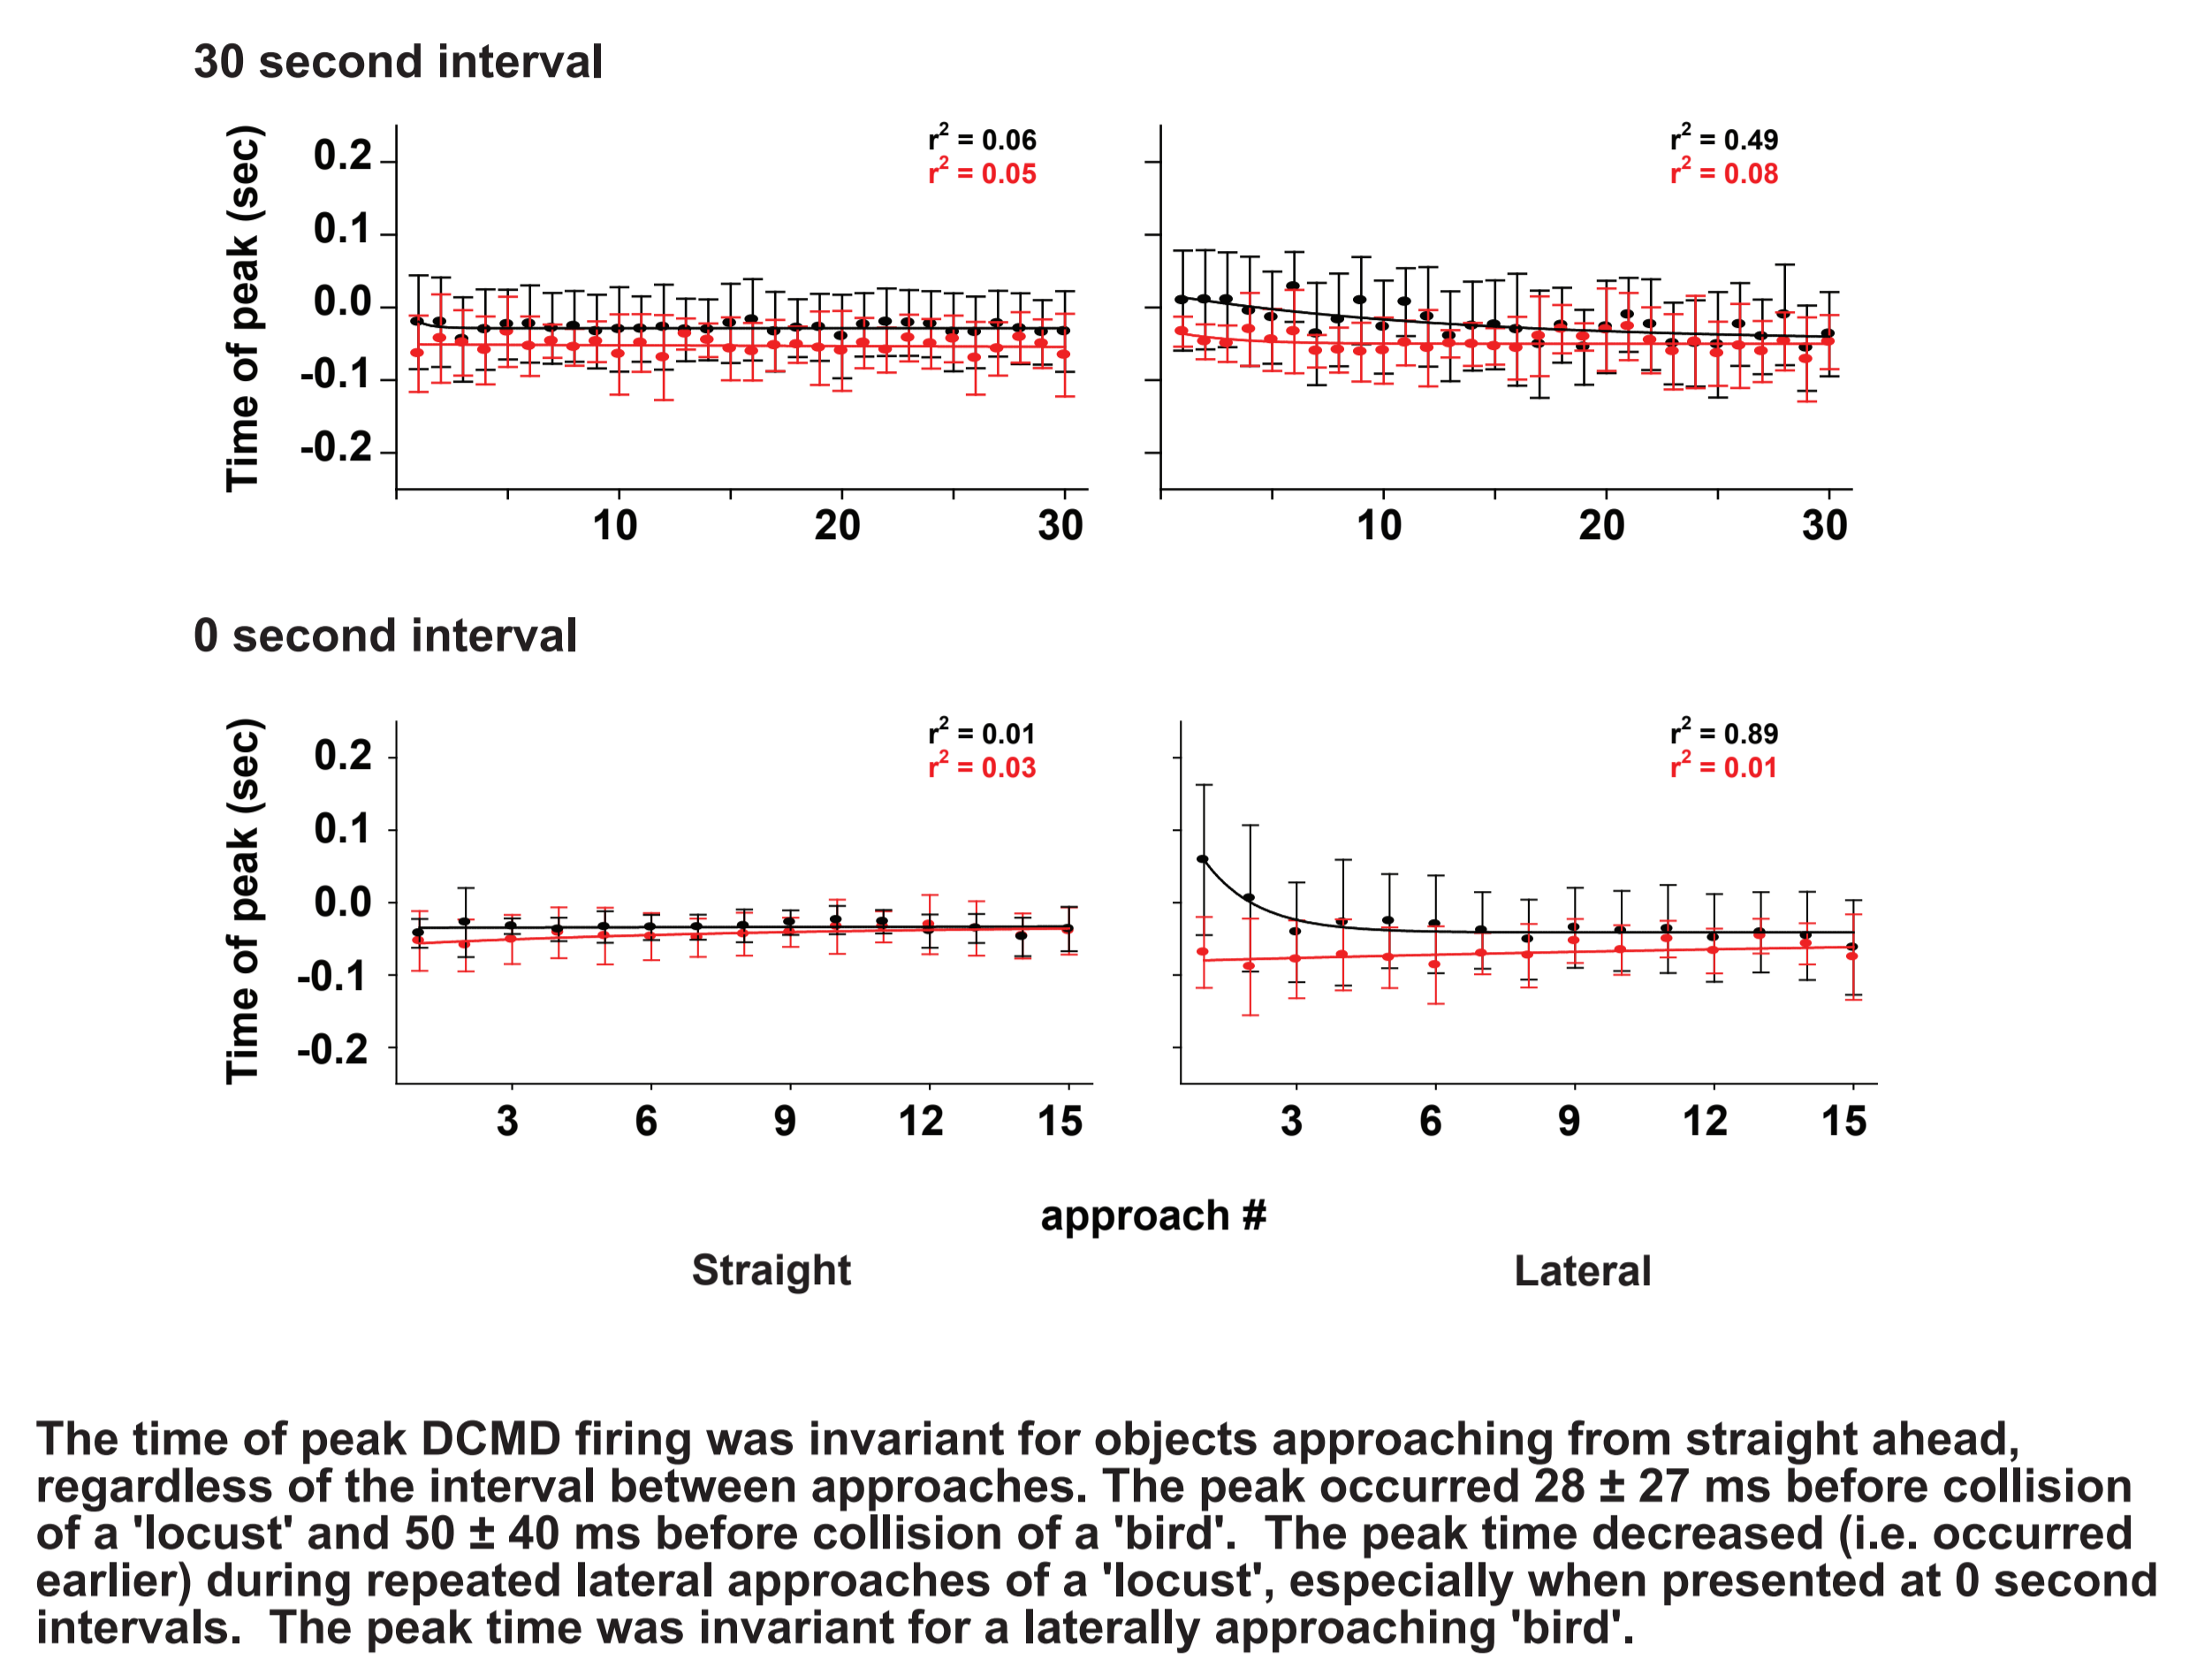 30 second interval
Time of peak (sec)
0.2
0.1
0.0
-0.1
-0.2
r² = 0.06
r² = 0.05
10 20 30
r² = 0.49
r² = 0.08
10 20 30
0 second interval
Time of peak (sec)
0.2
0.1
0.0
-0.1
-0.2
r² = 0.01
r² = 0.03
3 6 9 12 15
r² = 0.89
r² = 0.01
3 6 9 12 15
approach #
Straight
Lateral
The time of peak DCMD firing was invariant for objects approaching from straight ahead,
regardless of the interval between approaches. The peak occurred 28 ± 27 ms before collision
of a 'locust' and 50 ± 40 ms before collision of a 'bird'. The peak time decreased (i.e. occurred
earlier) during repeated lateral approaches of a 'locust', especially when presented at 0 second
intervals. The peak time was invariant for a laterally approaching 'bird'.